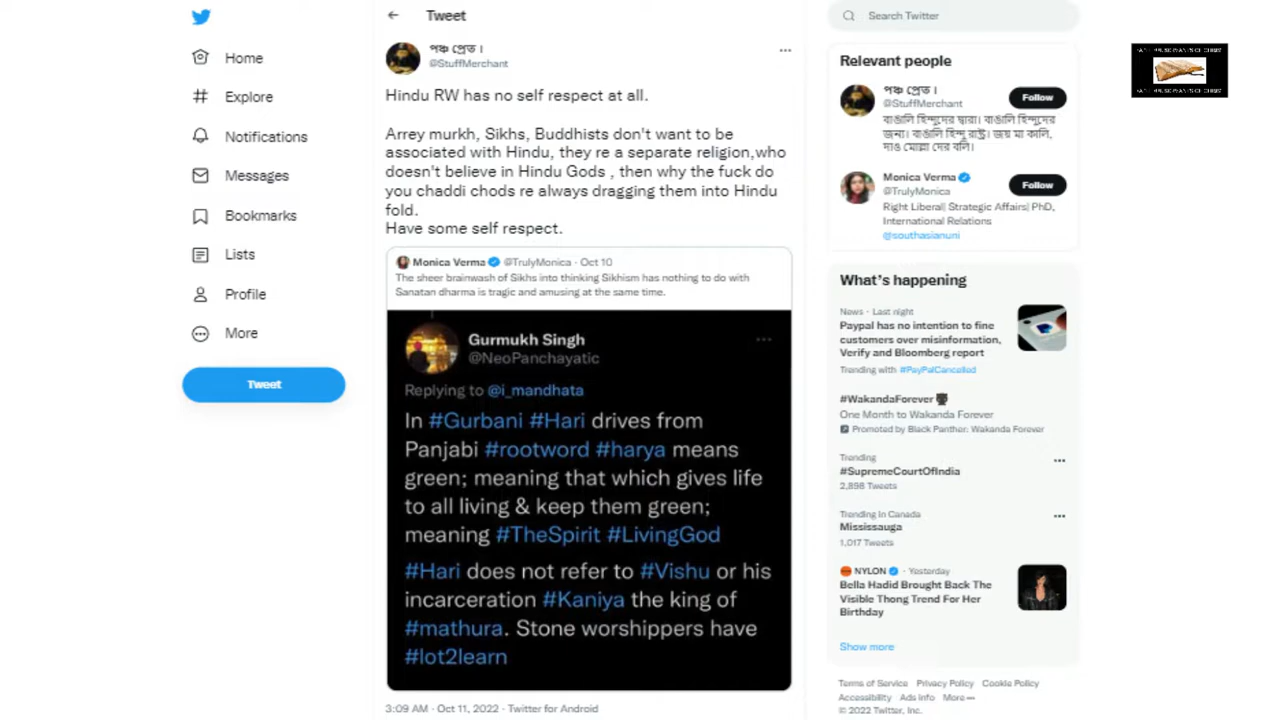 Tweet
পঞ্চ প্রেত।
@StuffMerchant
Hindu RW has no self respect at all.
Arrey murkh, Sikhs, Buddhists don't want to be
associated with Hindu, they re a separate religion,who
doesn't believe in Hindu Gods , then why the fuck do
you chaddi chods re always dragging them into Hindu
fold.
Have some self respect.
Monica Verma @TrulyMonica · Oct 10
The sheer brainwash of Sikhs into thinking Sikhism has nothing to do with
Sanatan dharma is tragic and amusing at the same time.
Gurmukh Singh
@NeoPanchayatic
Replying to @i_mandhata
In #Gurbani #Hari drives from
Panjabi #rootword #harya means
green; meaning that which gives life
to all living & keep them green;
meaning #TheSpirit #LivingGod
#Hari does not refer to #Vishu or his
incarceration #Kaniya the king of
#mathura. Stone worshippers have
#lot2learn
3:09 AM · Oct 11, 2022 · Twitter for Android
Home
Explore
Notifications
Messages
Bookmarks
Lists
Profile
More
Tweet
Search Twitter
Relevant people
পঞ্চ প্রেত।
@StuffMerchant
Follow
বাঙালি হিন্দুদের দ্বারা। বাঙালি হিন্দুদের
জন্য। বাঙালি হিন্দু রাষ্ট্র। জয় মা কালি,
দাও মোল্লা দের বলি।
Monica Verma
@TrulyMonica
Follow
Right Liberal| Strategic Affairs| PhD,
International Relations
@southasianuni
What's happening
News · Last night
Paypal has no intention to fine
customers over misinformation,
Verify and Bloomberg report
Trending with #PayPalCancelled
#WakandaForever
One Month to Wakanda Forever
Promoted by Black Panther: Wakanda Forever
Trending
#SupremeCourtOfIndia
2,898 Tweets
Trending in Canada
Mississauga
1,017 Tweets
NYLON · Yesterday
Bella Hadid Brought Back The
Visible Thong Trend For Her
Birthday
Show more
Terms of Service Privacy Policy Cookie Policy
Accessibility Ads info More
© 2022 Twitter, Inc.